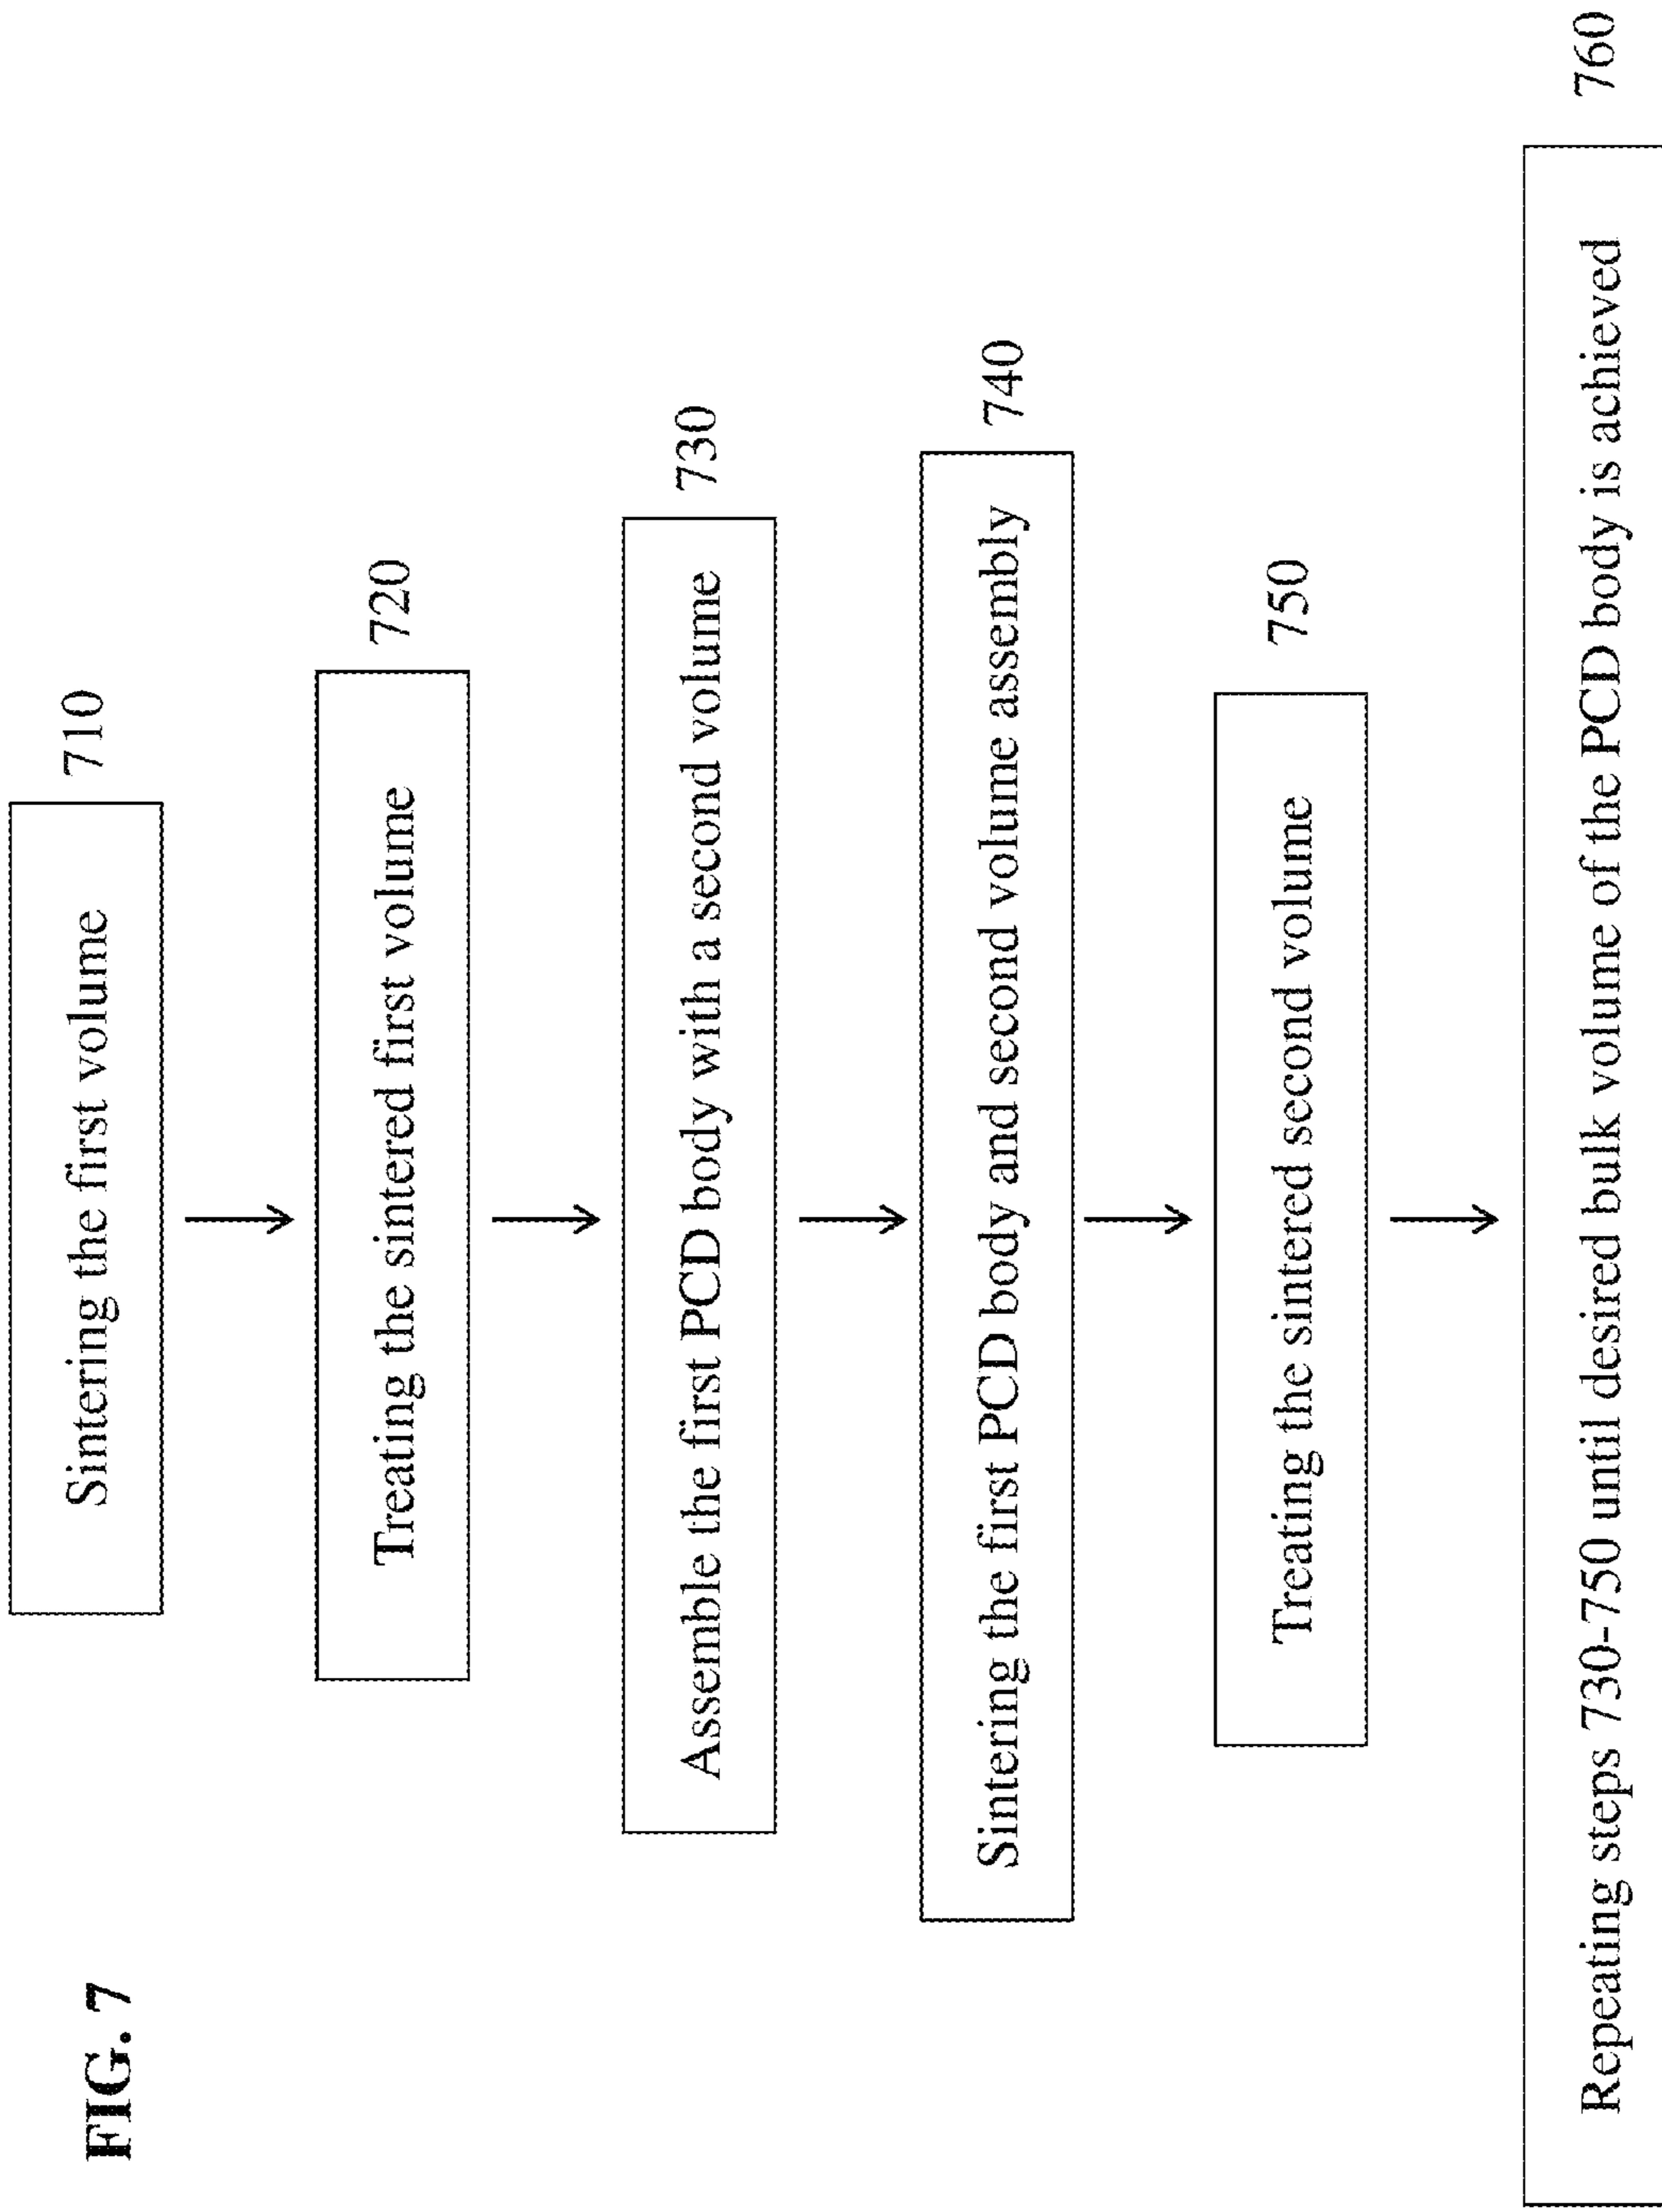 FIG. 7
Sintering the first volume
710
Treating the sintered first volume
720
Assemble the first PCD body with a second volume
730
Sintering the first PCD body and second volume assembly
740
Treating the sintered second volume
750
Repeating steps 730-750 until desired bulk volume of the PCD body is achieved
760